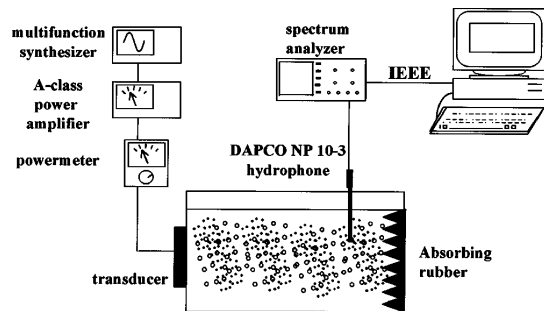 multifunction
synthesizer
A-class
power
amplifier
powermeter
spectrum
analyzer
IEEE
DAPCO NP 10-3
hydrophone
transducer
Absorbing
rubber